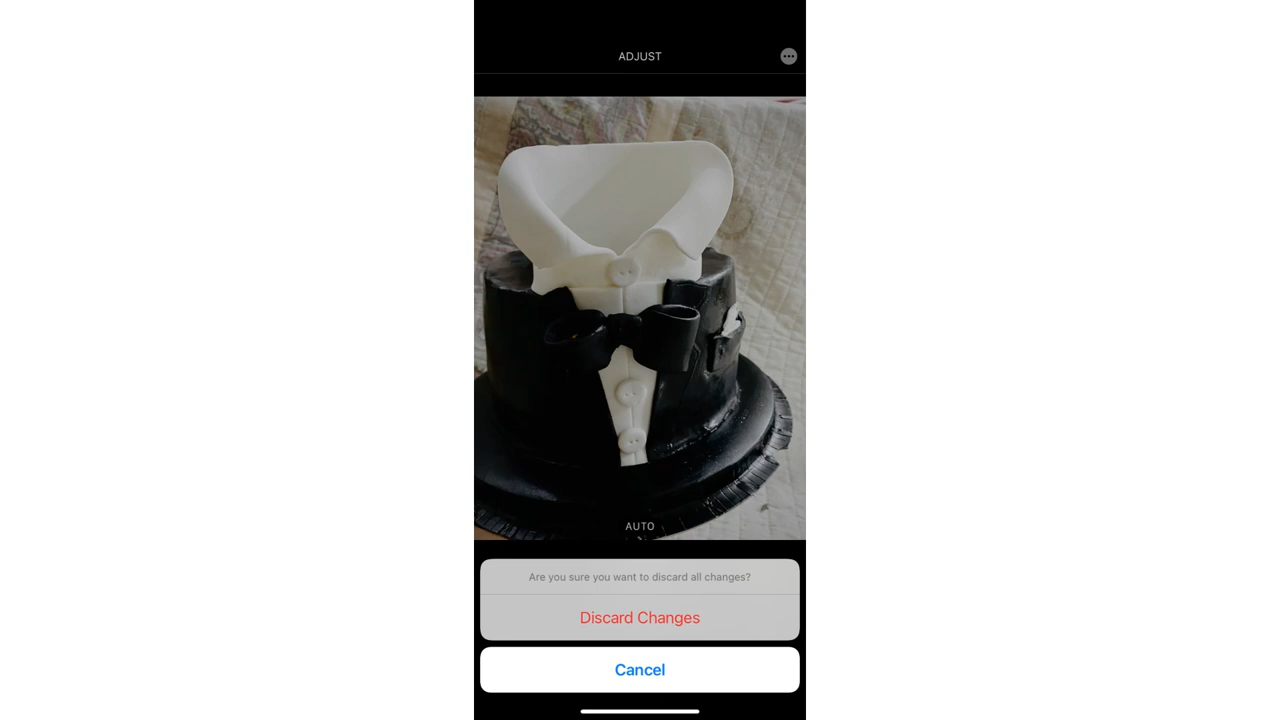 ADJUST
AUTO
Are you sure you want to discard all changes?
Discard Changes
Cancel